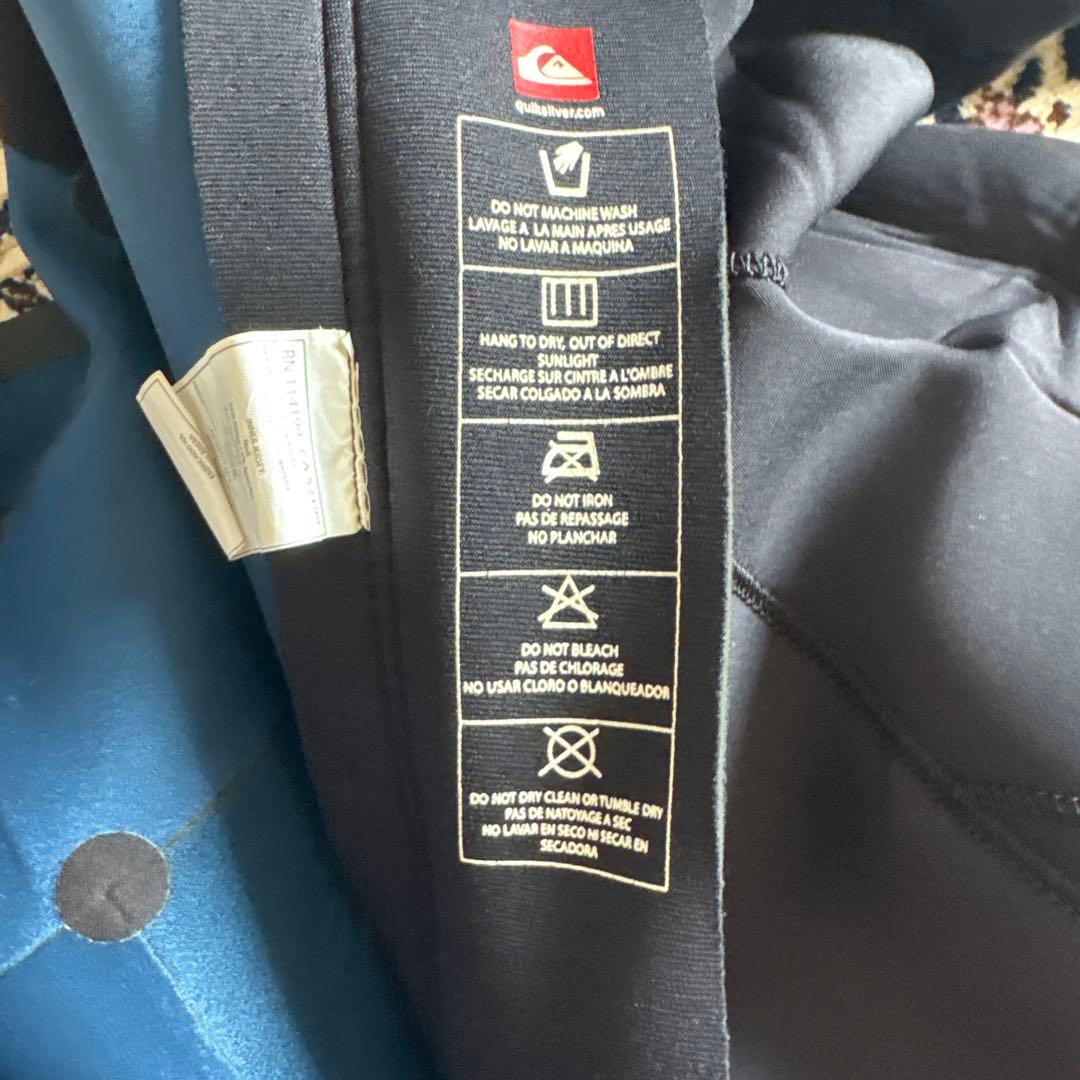 quiksilver.com
DO NOT MACHINE WASH
LAVAGE A LA MAIN APRES USAGE
NO LAVAR A MAQUINA
HANG TO DRY, OUT OF DIRECT
SUNLIGHT
SECHARGE SUR CINTRE A L'OMBRE
SECAR COLGADO A LA SOMBRA
DO NOT IRON
PAS DE REPASSAGE
NO PLANCHAR
DO NOT BLEACH
PAS DE CHLORAGE
NO USAR CLORO O BLANQUEADOR
DO NOT DRY CLEAN OR TUMBLE DRY
PAS DE NATOYAGE A SEC
NO LAVAR EN SECO NI SECAR EN
SECADORA
INNER JERSEY: